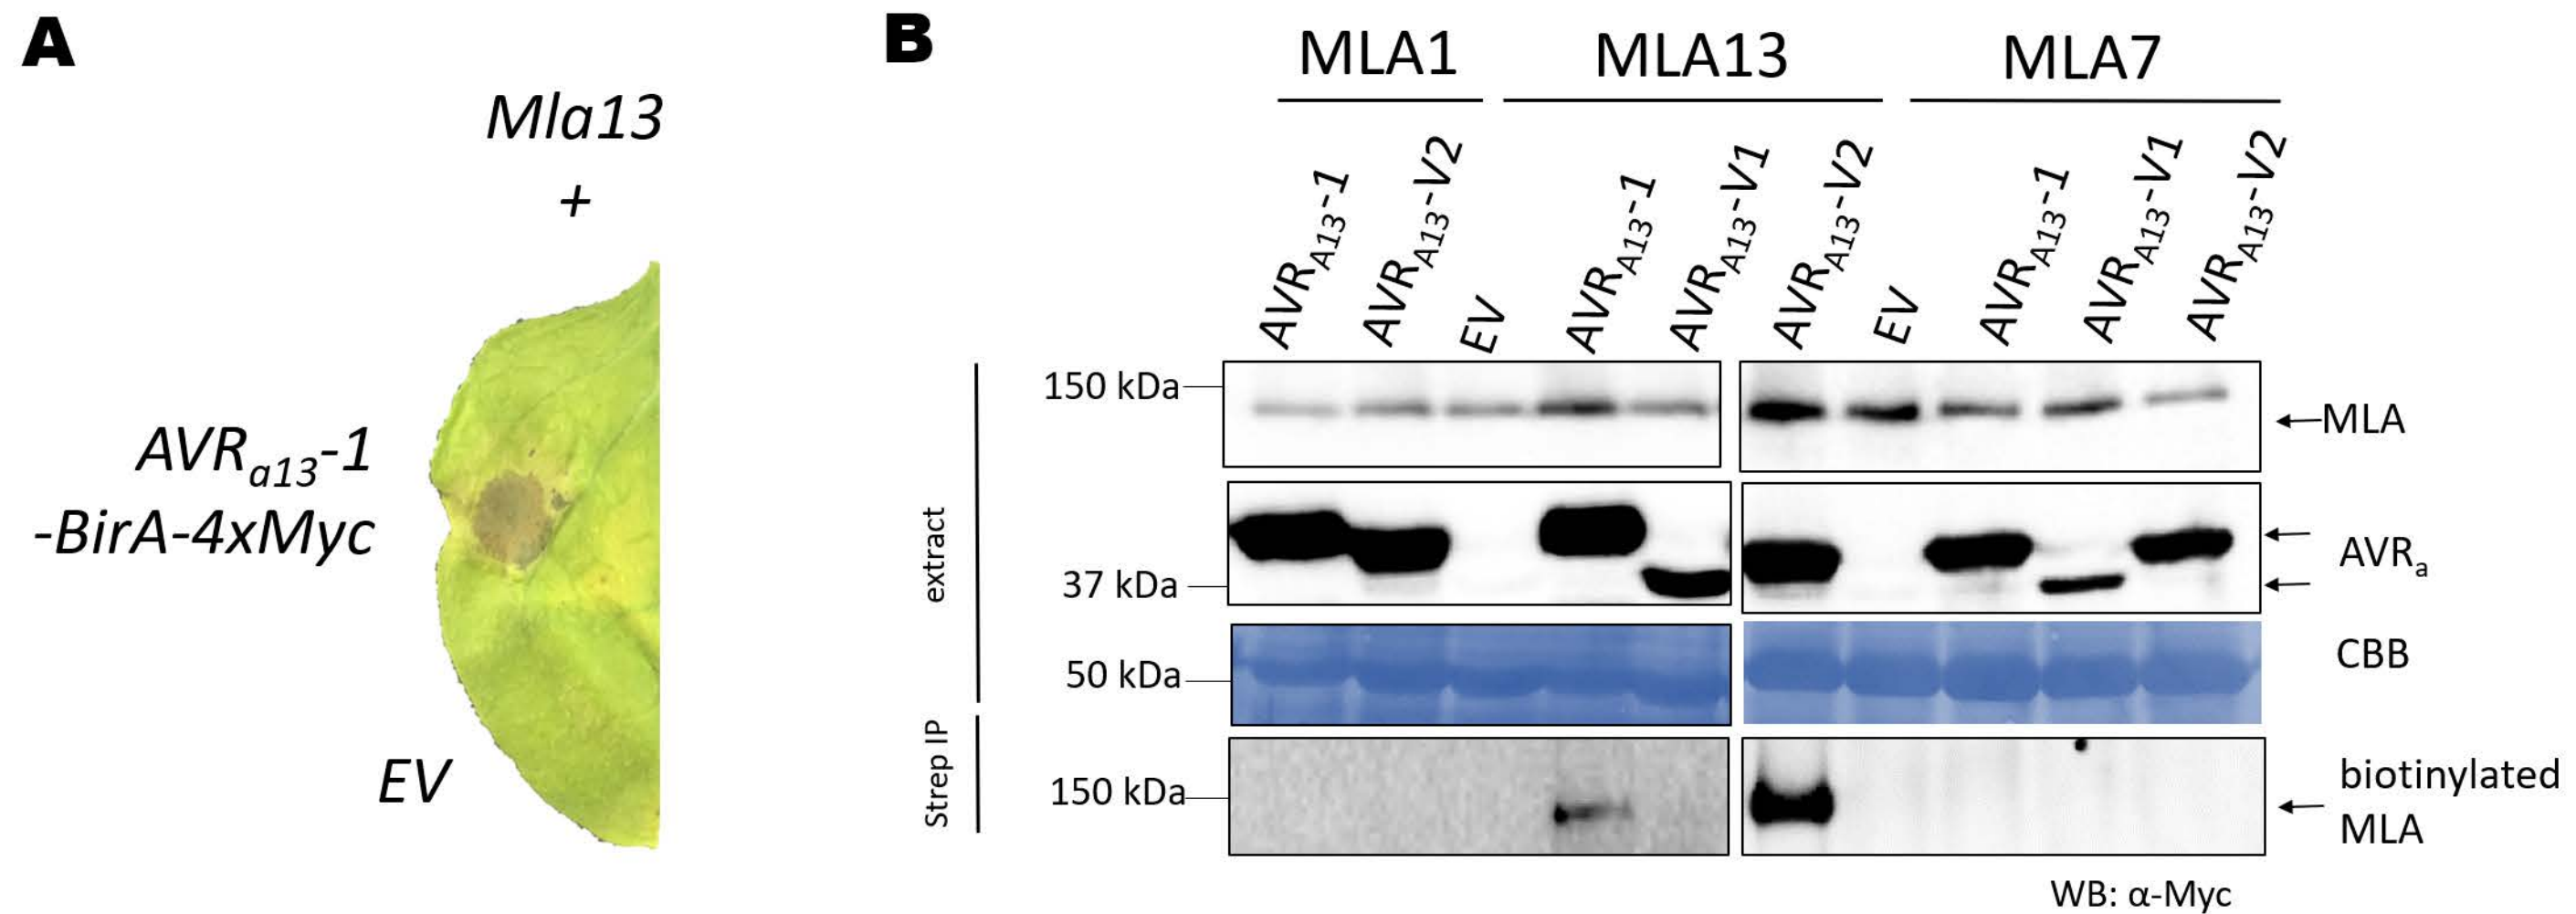 A
Mla13
+
AVRa13-1
-BirA-4xMyc
EV
B
MLA1 MLA13 MLA7
AVRA13-1 AVRA13-V2 EV AVRA13-1 AVRA13-V1 AVRA13-V2 EV AVRA13-1 AVRA13-V1 AVRA13-V2
extract
150 kDa
MLA
37 kDa
AVRa
50 kDa
CBB
Strep IP
150 kDa
biotinylated
MLA
WB: α-Myc